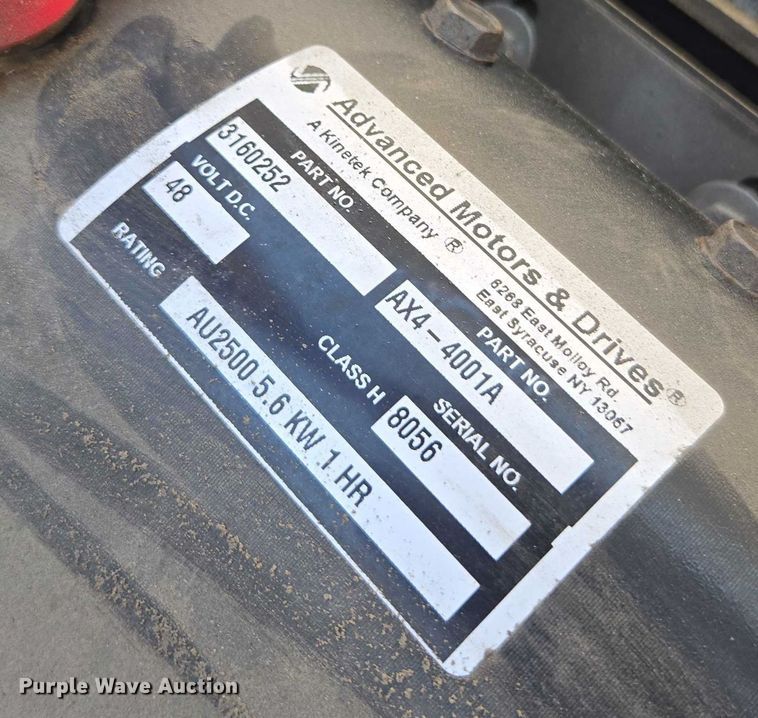 Advanced Motors & Drives®
A Kinetek Company ®
6268 East Molloy Rd.
East Syracuse NY 13067
PART NO.
PART NO.
3160252
AX4-4001A
VOLT D.C.
SERIAL NO.
48
CLASS H
8056
RATING
AU2500 5.6 KW 1 HR
Purple Wave Auction